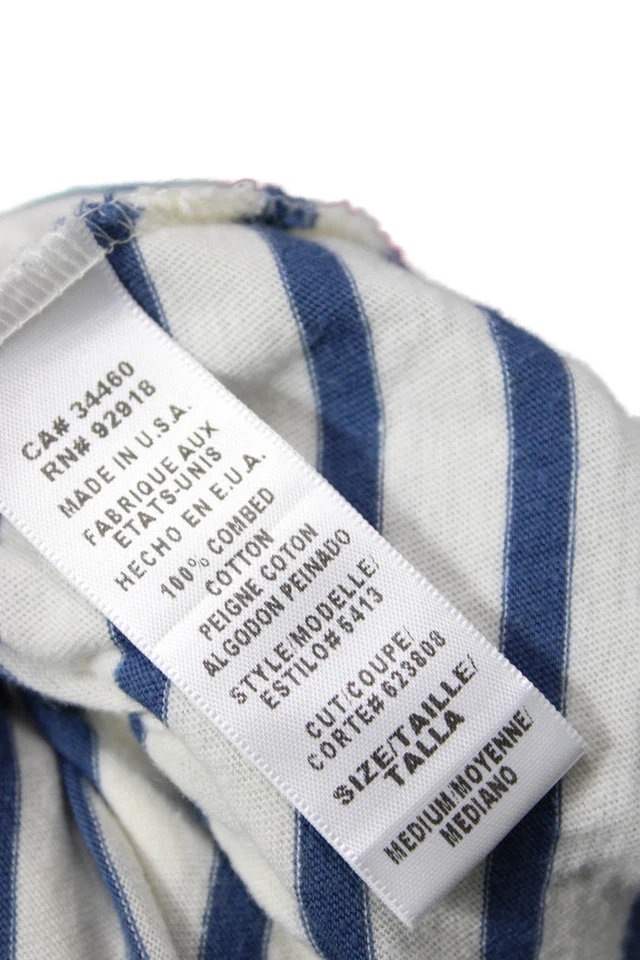 CA# 34460
RN# 92918
MADE IN U.S.A.
FABRIQUE AUX
ETATS-UNIS
HECHO EN E.U.A.
100% COMBED
COTTON
PEIGNE COTON
ALGODON PEINADO
STYLE/MODELLE/
ESTILO# 5413
CUT/COUPE/
CORTE# 623808
SIZE/TAILLE/
TALLA
MEDIUM/MOYENNE/
MEDIANO